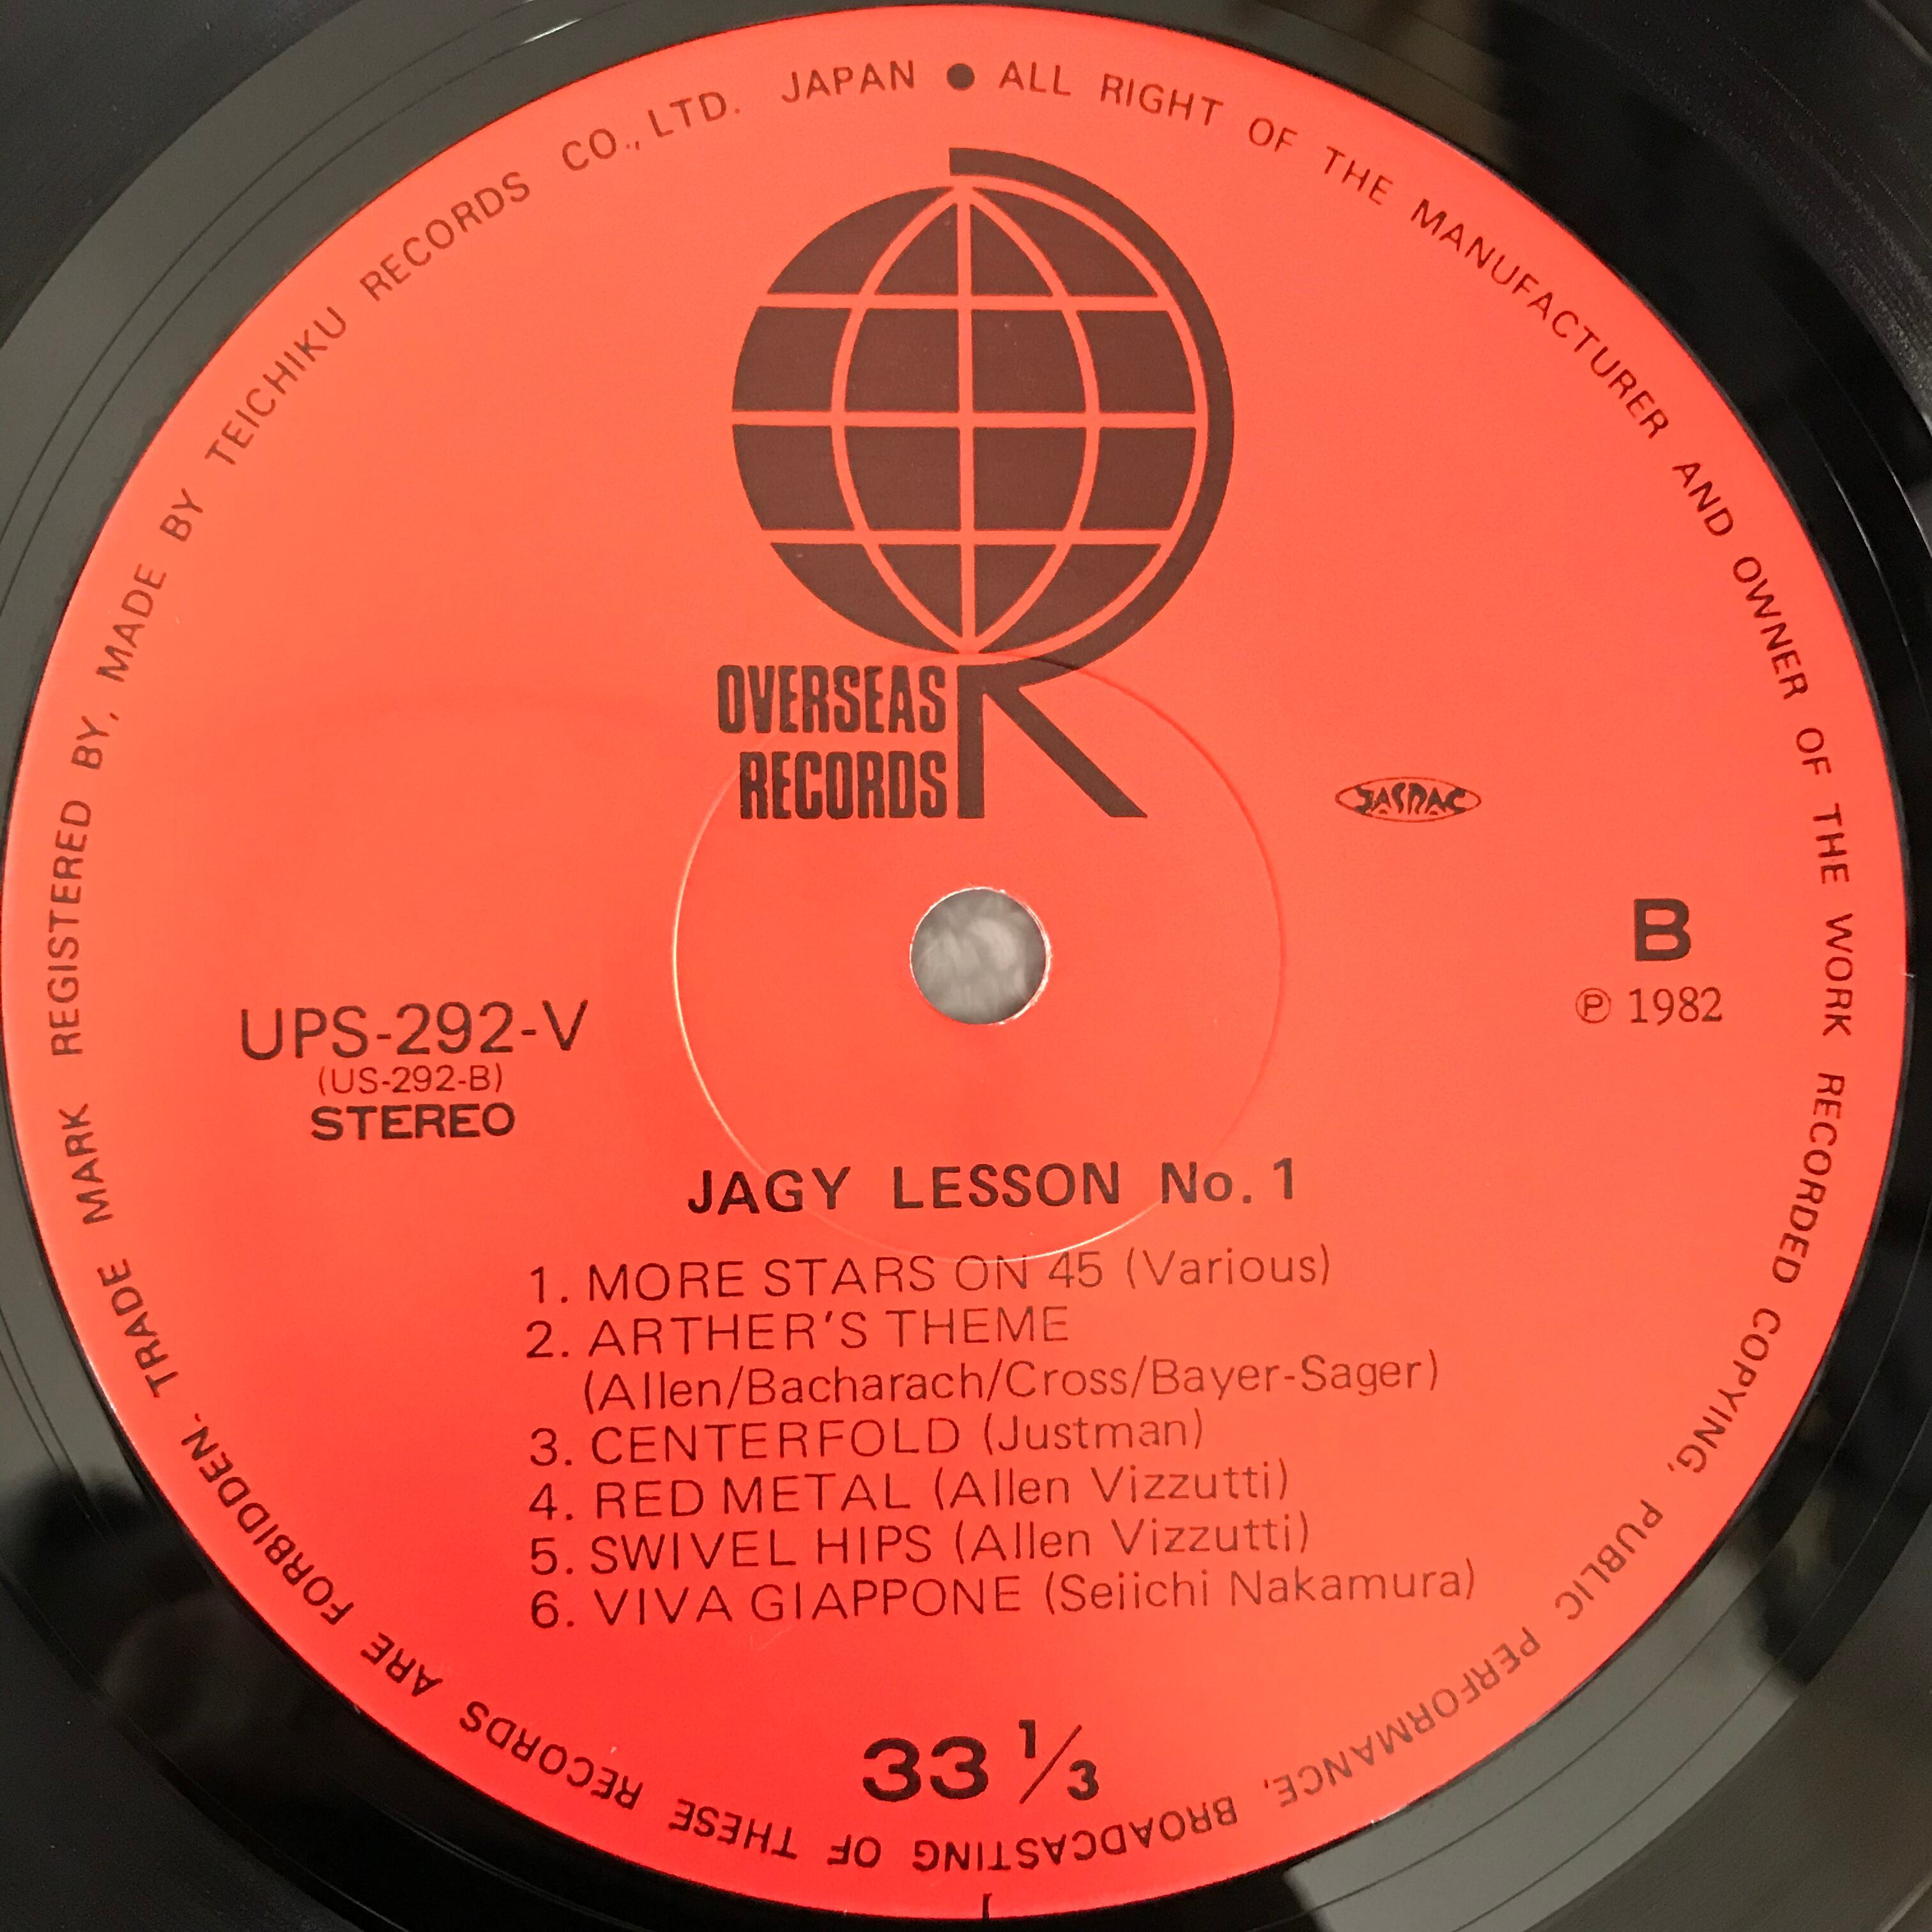 TRADE MARK REGISTERED BY, MADE BY TEICHIKU RECORDS CO., LTD. JAPAN ● ALL RIGHT OF THE MANUFACTURER AND OWNER OF THE WORK RECORDED COPYING, PUBLIC PERFORMANCE, BROADCASTING OF THESE RECORDS ARE FORBIDDEN.
OVERSEAS
RECORDS
R
JASRAC
B
℗ 1982
UPS-292-V
(US-292-B)
STEREO
JAGY LESSON No. 1
1. MORE STARS ON 45 (Various)
2. ARTHER'S THEME
(Allen/Bacharach/Cross/Bayer-Sager)
3. CENTERFOLD (Justman)
4. RED METAL (Allen Vizzutti)
5. SWIVEL HIPS (Allen Vizzutti)
6. VIVA GIAPPONE (Seiichi Nakamura)
33 1/3